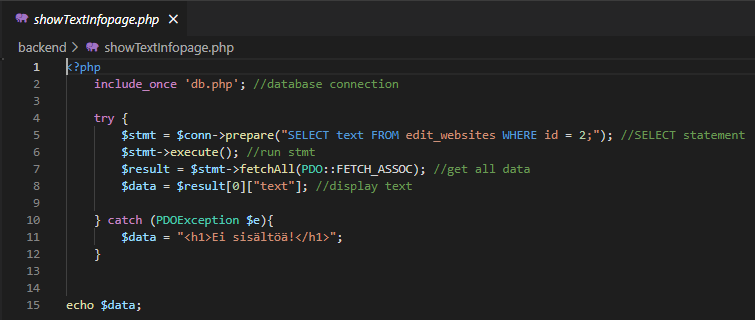 showTextInfopage.php ×
backend > showTextInfopage.php
1 <?php
2 include_once 'db.php'; //database connection
3
4 try {
5 $stmt = $conn->prepare("SELECT text FROM edit_websites WHERE id = 2;"); //SELECT statement
6 $stmt->execute(); //run stmt
7 $result = $stmt->fetchAll(PDO::FETCH_ASSOC); //get all data
8 $data = $result[0]["text"]; //display text
9
10 } catch (PDOException $e){
11 $data = "<h1>Ei sisältöä!</h1>";
12 }
13
14
15 echo $data;